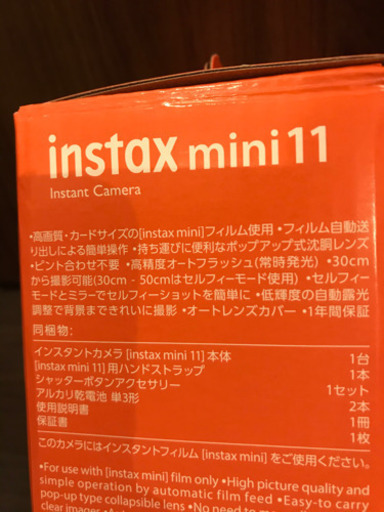 instax mini 11
Instant Camera
•高画質・カードサイズの[instax mini]フィルム使用 •フィルム自動送
り出しによる簡単操作 •持ち運びに便利なポップアップ式沈胴レンズ
•ピント合わせ不要 •高精度オートフラッシュ(常時発光) •30cm
から撮影可能(30cm - 50cmはセルフィーモード使用) •セルフィー
モードとミラーでセルフィーショットを簡単に •低輝度の自動露光
調整で背景まできれいに撮影 •オートレンズカバー •1年間保証
同梱物:
インスタントカメラ [instax mini 11] 本体 1台
[instax mini 11]用ハンドストラップ 1本
シャッターボタンアクセサリー 1セット
アルカリ乾電池 単3形 2本
使用説明書 1冊
保証書 1枚
このカメラにはインスタントフィルム [instax mini] をご使用ください。
•For use with [instax mini] film only •High picture quality and
simple operation by automatic film feed •Easy-to carry
pop-up type collapsible lens •No need to
clear images